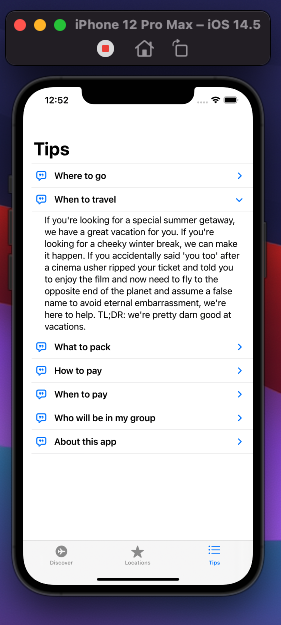 iPhone 12 Pro Max – iOS 14.5
12:52
Tips
Where to go
When to travel
If you're looking for a special summer getaway,
we have a great vacation for you. If you're
looking for a cheeky winter break, we can make
it happen. If you accidentally said 'you too' after
a cinema usher ripped your ticket and told you
to enjoy the film and now need to fly to the
opposite end of the planet and assume a false
name to avoid eternal embarrassment, we're
here to help. TL;DR: we're pretty darn good at
vacations.
What to pack
How to pay
When to pay
Who will be in my group
About this app
Discover
Locations
Tips